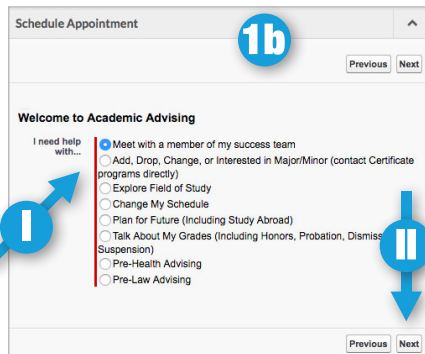 Schedule Appointment
1b
Previous Next
Welcome to Academic Advising
I need help
with...
Meet with a member of my success team
Add, Drop, Change, or Interested in Major/Minor (contact Certificate
programs directly)
Explore Field of Study
Change My Schedule
Plan for Future (Including Study Abroad)
Talk About My Grades (Including Honors, Probation,
Suspension)
Pre-Health Advising
Pre-Law Advising
I
II
Previous Next